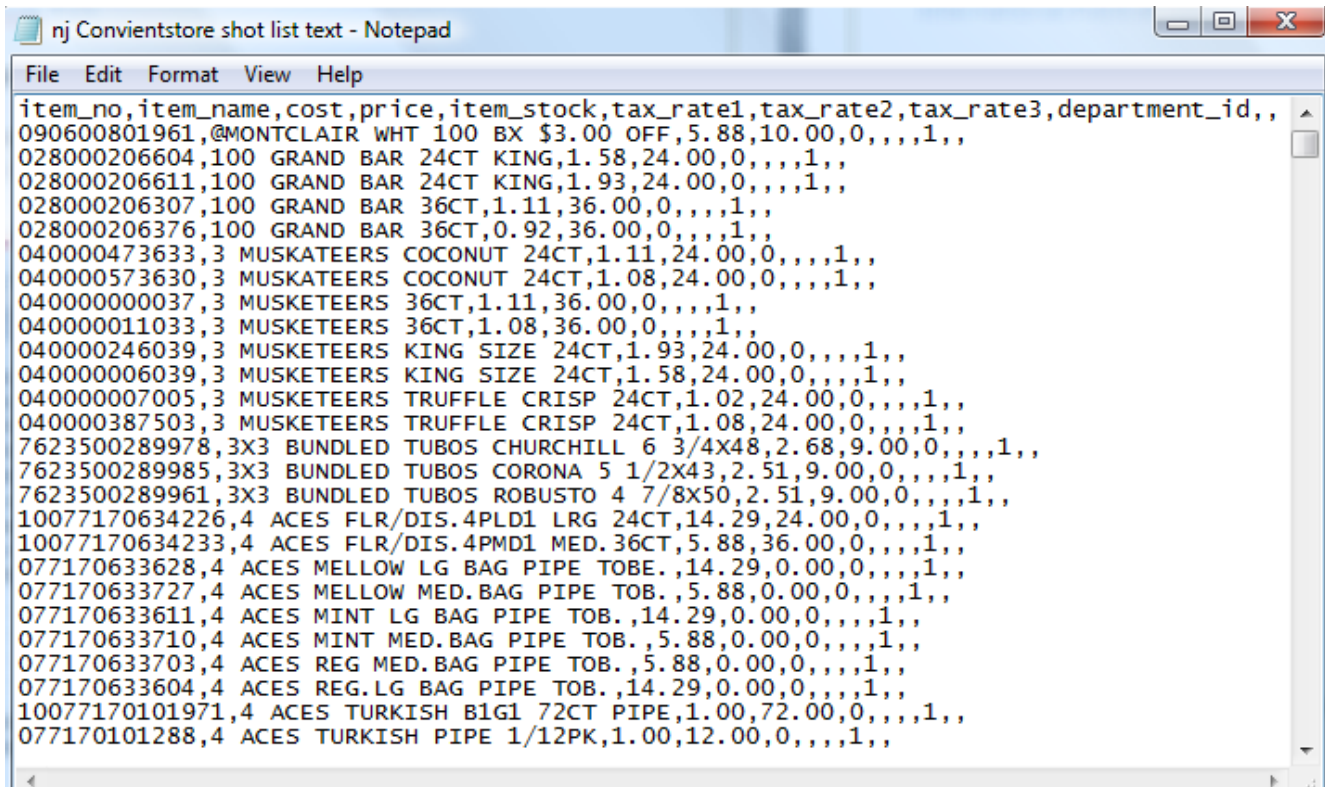 nj Convientstore shot list text - Notepad
File Edit Format View Help
item_no,item_name,cost,price,item_stock,tax_rate1,tax_rate2,tax_rate3,department_id,,
090600801961,@MONTCLAIR WHT 100 BX $3.00 OFF,5.88,10.00,0,,,,1,,
028000206604,100 GRAND BAR 24CT KING,1.58,24.00,0,,,,1,,
028000206611,100 GRAND BAR 24CT KING,1.93,24.00,0,,,,1,,
028000206307,100 GRAND BAR 36CT,1.11,36.00,0,,,,1,,
028000206376,100 GRAND BAR 36CT,0.92,36.00,0,,,,1,,
040000473633,3 MUSKATEERS COCONUT 24CT,1.11,24.00,0,,,,1,,
040000573630,3 MUSKATEERS COCONUT 24CT,1.08,24.00,0,,,,1,,
040000000037,3 MUSKETEERS 36CT,1.11,36.00,0,,,,1,,
040000011033,3 MUSKETEERS 36CT,1.08,36.00,0,,,,1,,
040000246039,3 MUSKETEERS KING SIZE 24CT,1.93,24.00,0,,,,1,,
040000006039,3 MUSKETEERS KING SIZE 24CT,1.58,24.00,0,,,,1,,
040000007005,3 MUSKETEERS TRUFFLE CRISP 24CT,1.02,24.00,0,,,,1,,
040000387503,3 MUSKETEERS TRUFFLE CRISP 24CT,1.08,24.00,0,,,,1,,
7623500289978,3X3 BUNDLED TUBOS CHURCHILL 6 3/4X48,2.68,9.00,0,,,,1,,
7623500289985,3X3 BUNDLED TUBOS CORONA 5 1/2X43,2.51,9.00,0,,,,1,,
7623500289961,3X3 BUNDLED TUBOS ROBUSTO 4 7/8X50,2.51,9.00,0,,,,1,,
10077170634226,4 ACES FLR/DIS.4PLD1 LRG 24CT,14.29,24.00,0,,,,1,,
10077170634233,4 ACES FLR/DIS.4PMD1 MED.36CT,5.88,36.00,0,,,,1,,
077170633628,4 ACES MELLOW LG BAG PIPE TOBE.,14.29,0.00,0,,,,1,,
077170633727,4 ACES MELLOW MED.BAG PIPE TOB.,5.88,0.00,0,,,,1,,
077170633611,4 ACES MINT LG BAG PIPE TOB.,14.29,0.00,0,,,,1,,
077170633710,4 ACES MINT MED.BAG PIPE TOB.,5.88,0.00,0,,,,1,,
077170633703,4 ACES REG MED.BAG PIPE TOB.,5.88,0.00,0,,,,1,,
077170633604,4 ACES REG.LG BAG PIPE TOB.,14.29,0.00,0,,,,1,,
10077170101971,4 ACES TURKISH B1G1 72CT PIPE,1.00,72.00,0,,,,1,,
077170101288,4 ACES TURKISH PIPE 1/12PK,1.00,12.00,0,,,,1,,